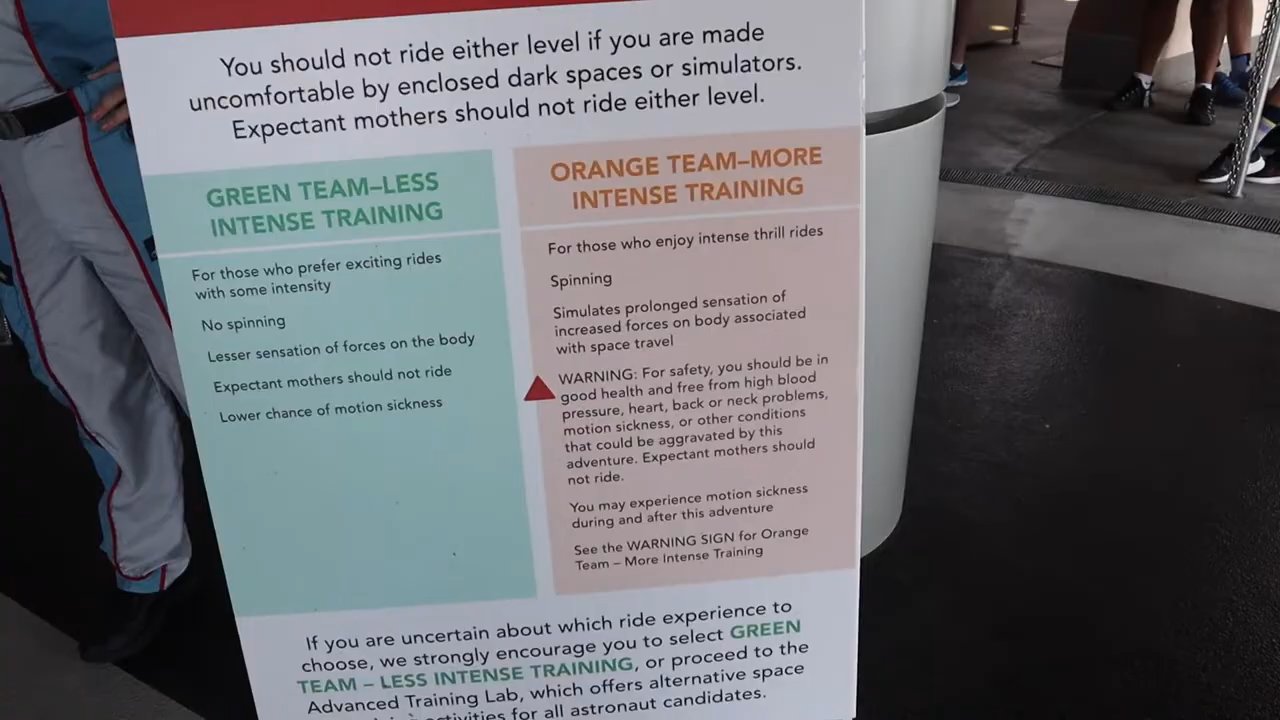 You should not ride either level if you are made
uncomfortable by enclosed dark spaces or simulators.
Expectant mothers should not ride either level.
GREEN TEAM–LESS
INTENSE TRAINING
For those who prefer exciting rides
with some intensity
No spinning
Lesser sensation of forces on the body
Expectant mothers should not ride
Lower chance of motion sickness
ORANGE TEAM–MORE
INTENSE TRAINING
For those who enjoy intense thrill rides
Spinning
Simulates prolonged sensation of
increased forces on body associated
with space travel
WARNING: For safety, you should be in
good health and free from high blood
pressure, heart, back or neck problems,
motion sickness, or other conditions
that could be aggravated by this
adventure. Expectant mothers should
not ride.
You may experience motion sickness
during and after this adventure
See the WARNING SIGN for Orange
Team – More Intense Training
If you are uncertain about which ride experience to
choose, we strongly encourage you to select GREEN
TEAM – LESS INTENSE TRAINING, or proceed to the
Advanced Training Lab, which offers alternative space
activities for all astronaut candidates.